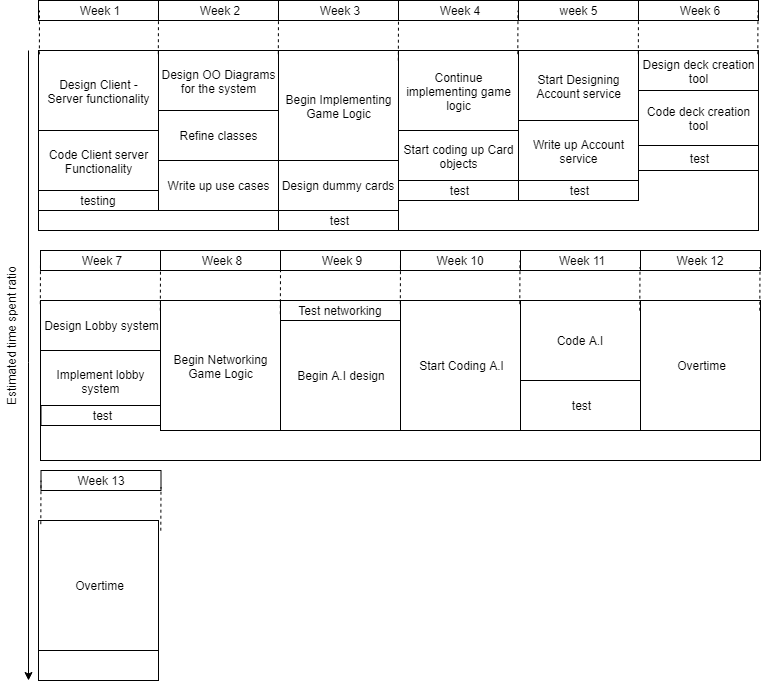 Week 1
Week 2
Week 3
Week 4
week 5
Week 6
Design Client -
Server functionality
Code Client server
Functionality
testing
Design OO Diagrams
for the system
Refine classes
Write up use cases
Begin Implementing
Game Logic
Design dummy cards
test
Continue
implementing game
logic
Start coding up Card
objects
test
Start Designing
Account service
Write up Account
service
test
Design deck creation
tool
Code deck creation
tool
test
Estimated time spent ratio
Week 7
Week 8
Week 9
Week 10
Week 11
Week 12
Design Lobby system
Implement lobby
system
test
Begin Networking
Game Logic
Test networking
Begin A.I design
Start Coding A.I
Code A.I
test
Overtime
Week 13
Overtime